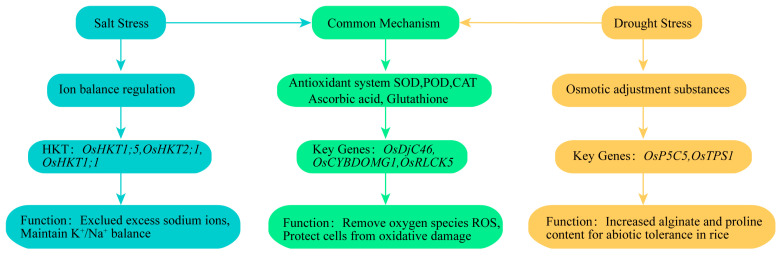 Salt Stress
Common Mechanism
Drought Stress
Ion balance regulation
Antioxidant system SOD,POD,CAT
Ascorbic acid, Glutathione
Osmotic adjustment substances
HKT：OsHKT1;5,OsHKT2;1,
OsHKT1;1
Key Genes：OsDjC46,
OsCYBDOMG1,OsRLCK5
Key Genes：OsP5C5,OsTPS1
Function：Exclued excess sodium ions,
Maintain K⁺/Na⁺ balance
Function：Remove oxygen species ROS,
Protect cells from oxidative damage
Function：Increased alginate and proline
content for abiotic tolerance in rice